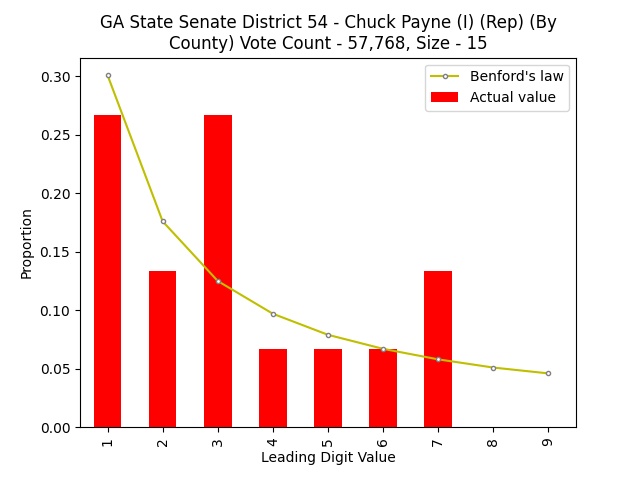 GA State Senate District 54 - Chuck Payne (I) (Rep) (By
County) Vote Count - 57,768, Size - 15
Benford's law
Actual value
0.30
0.25
0.20
0.15
0.10
0.05
0.00
Proportion
1 2 3 4 5 6 7 8 9
Leading Digit Value